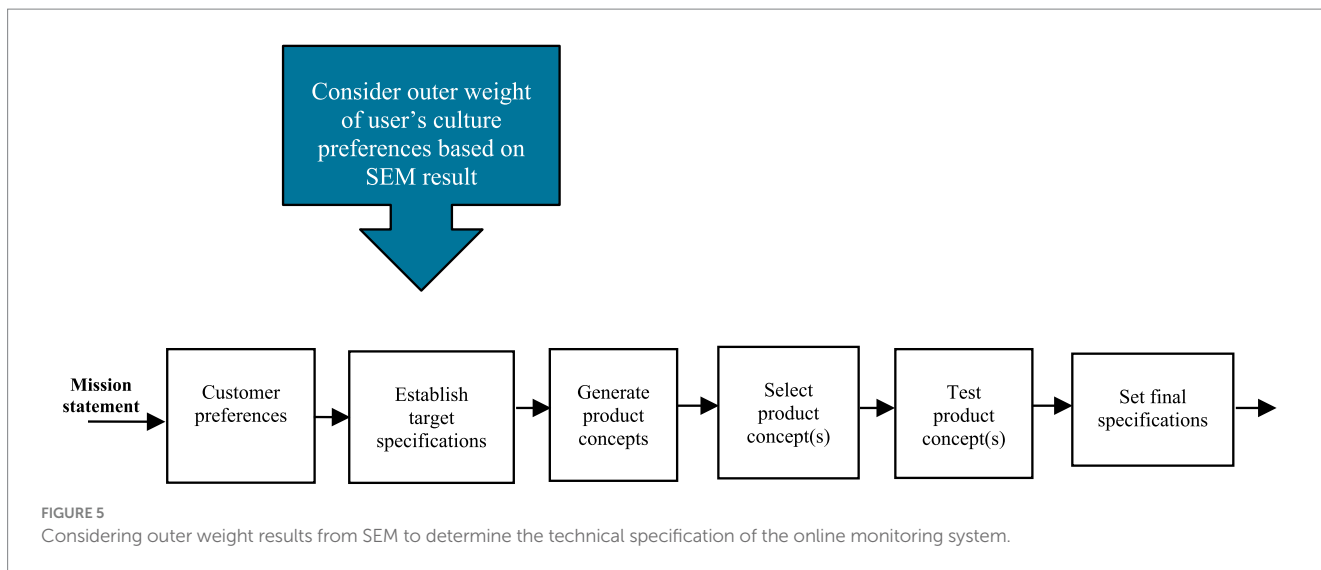 Consider outer weight
of user’s culture
preferences based on
SEM result
Mission
statement
Customer
preferences
Establish
target
specifications
Generate
product
concepts
Select
product
concept(s)
Test
product
concept(s)
Set final
specifications
FIGURE 5
Considering outer weight results from SEM to determine the technical specification of the online monitoring system.